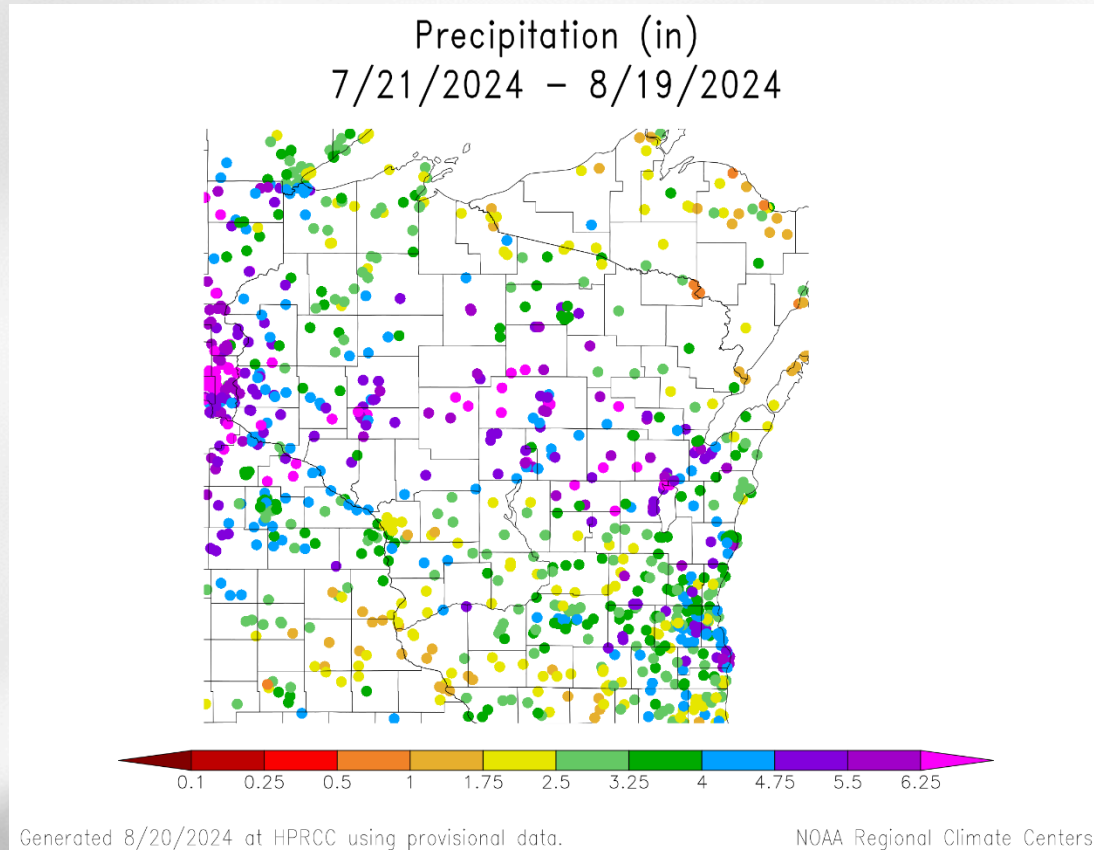 Precipitation (in)
7/21/2024 – 8/19/2024
0.1 0.25 0.5 1 1.75 2.5 3.25 4 4.75 5.5 6.25
Generated 8/20/2024 at HPRCC using provisional data. NOAA Regional Climate Centers